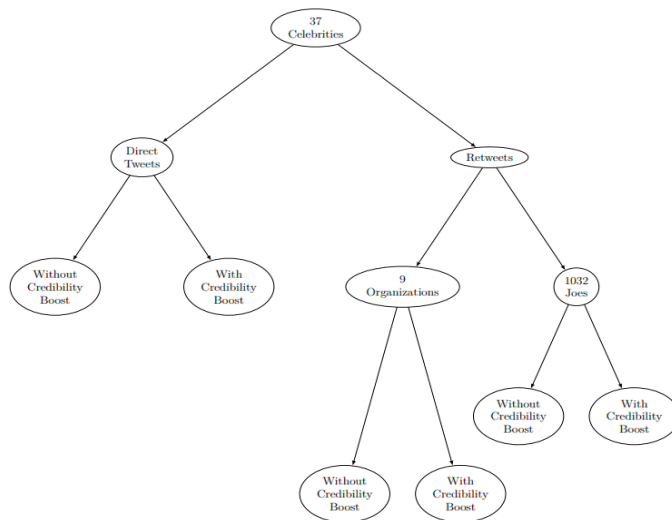 37
Celebrities
Direct
Tweets
Retweets
Without
Credibility
Boost
With
Credibility
Boost
9
Organizations
1032
Joes
Without
Credibility
Boost
With
Credibility
Boost
Without
Credibility
Boost
With
Credibility
Boost